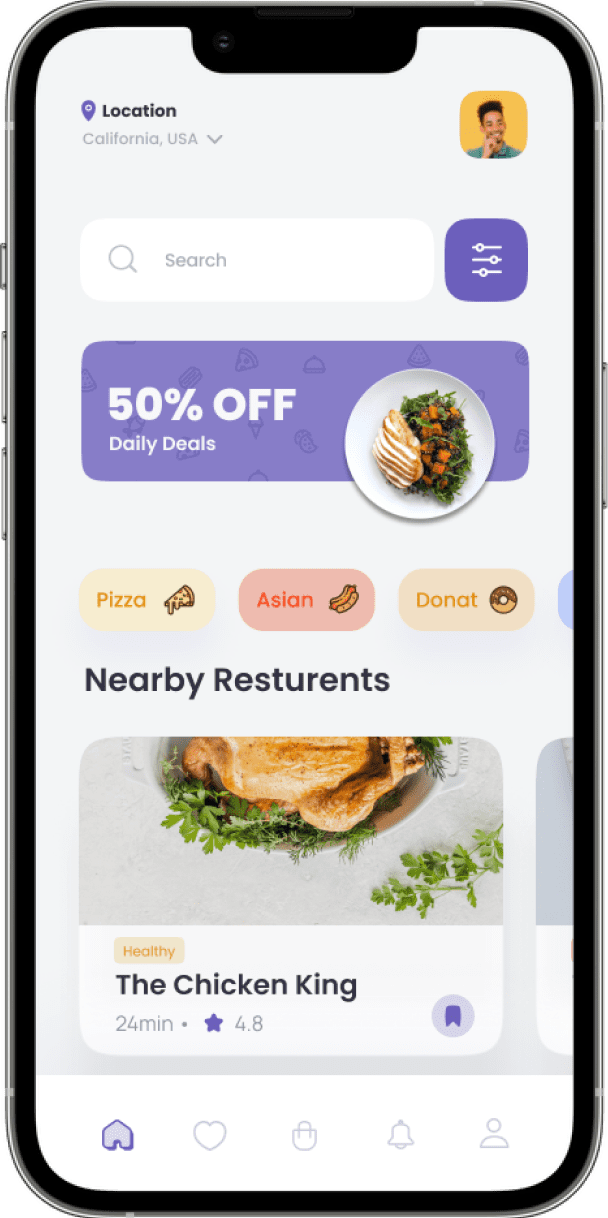 Location
California, USA
Search
50% OFF
Daily Deals
Pizza
Asian
Donat
Nearby Resturents
Healthy
The Chicken King
24min • 4.8